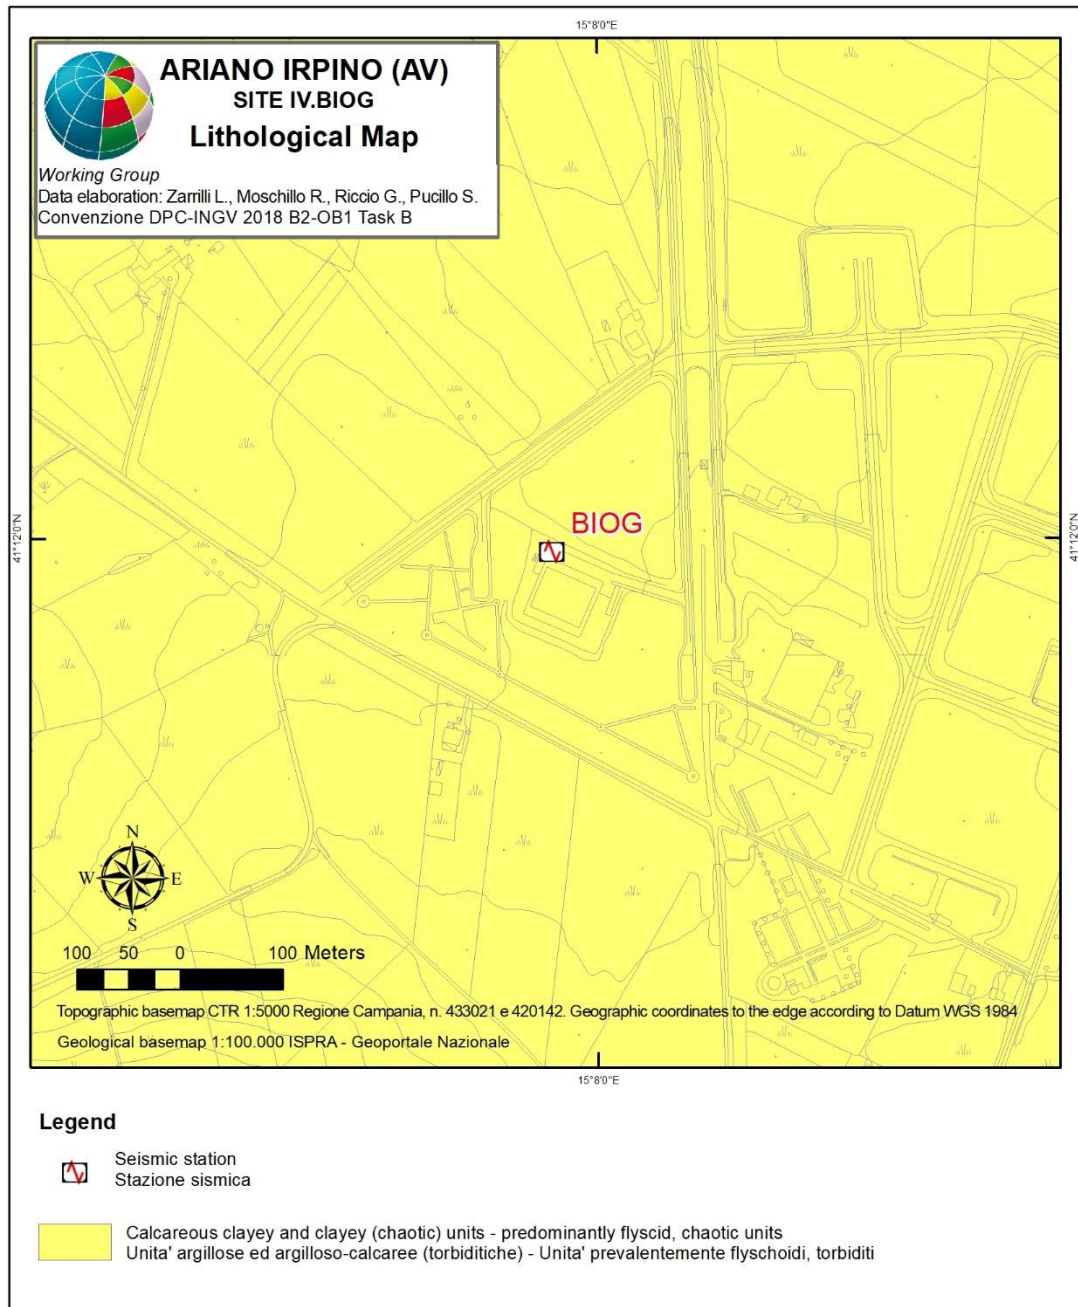 15°8'0"E
ARIANO IRPINO (AV)
SITE IV.BIOG
Lithological Map
Working Group
Data elaboration: Zarrilli L., Moschillo R., Riccio G., Pucillo S.
Convenzione DPC-INGV 2018 B2-OB1 Task B
41°12'0"N
41°12'0"N
BIOG
N
W E
S
100 50 0 100 Meters
Topographic basemap CTR 1:5000 Regione Campania, n. 433021 e 420142. Geographic coordinates to the edge according to Datum WGS 1984
Geological basemap 1:100.000 ISPRA - Geoportale Nazionale
15°8'0"E
Legend
Seismic station
Stazione sismica
Calcareous clayey and clayey (chaotic) units - predominantly flyscid, chaotic units
Unita' argillose ed argilloso-calcaree (torbiditiche) - Unita' prevalentemente flyschoidi, torbiditi